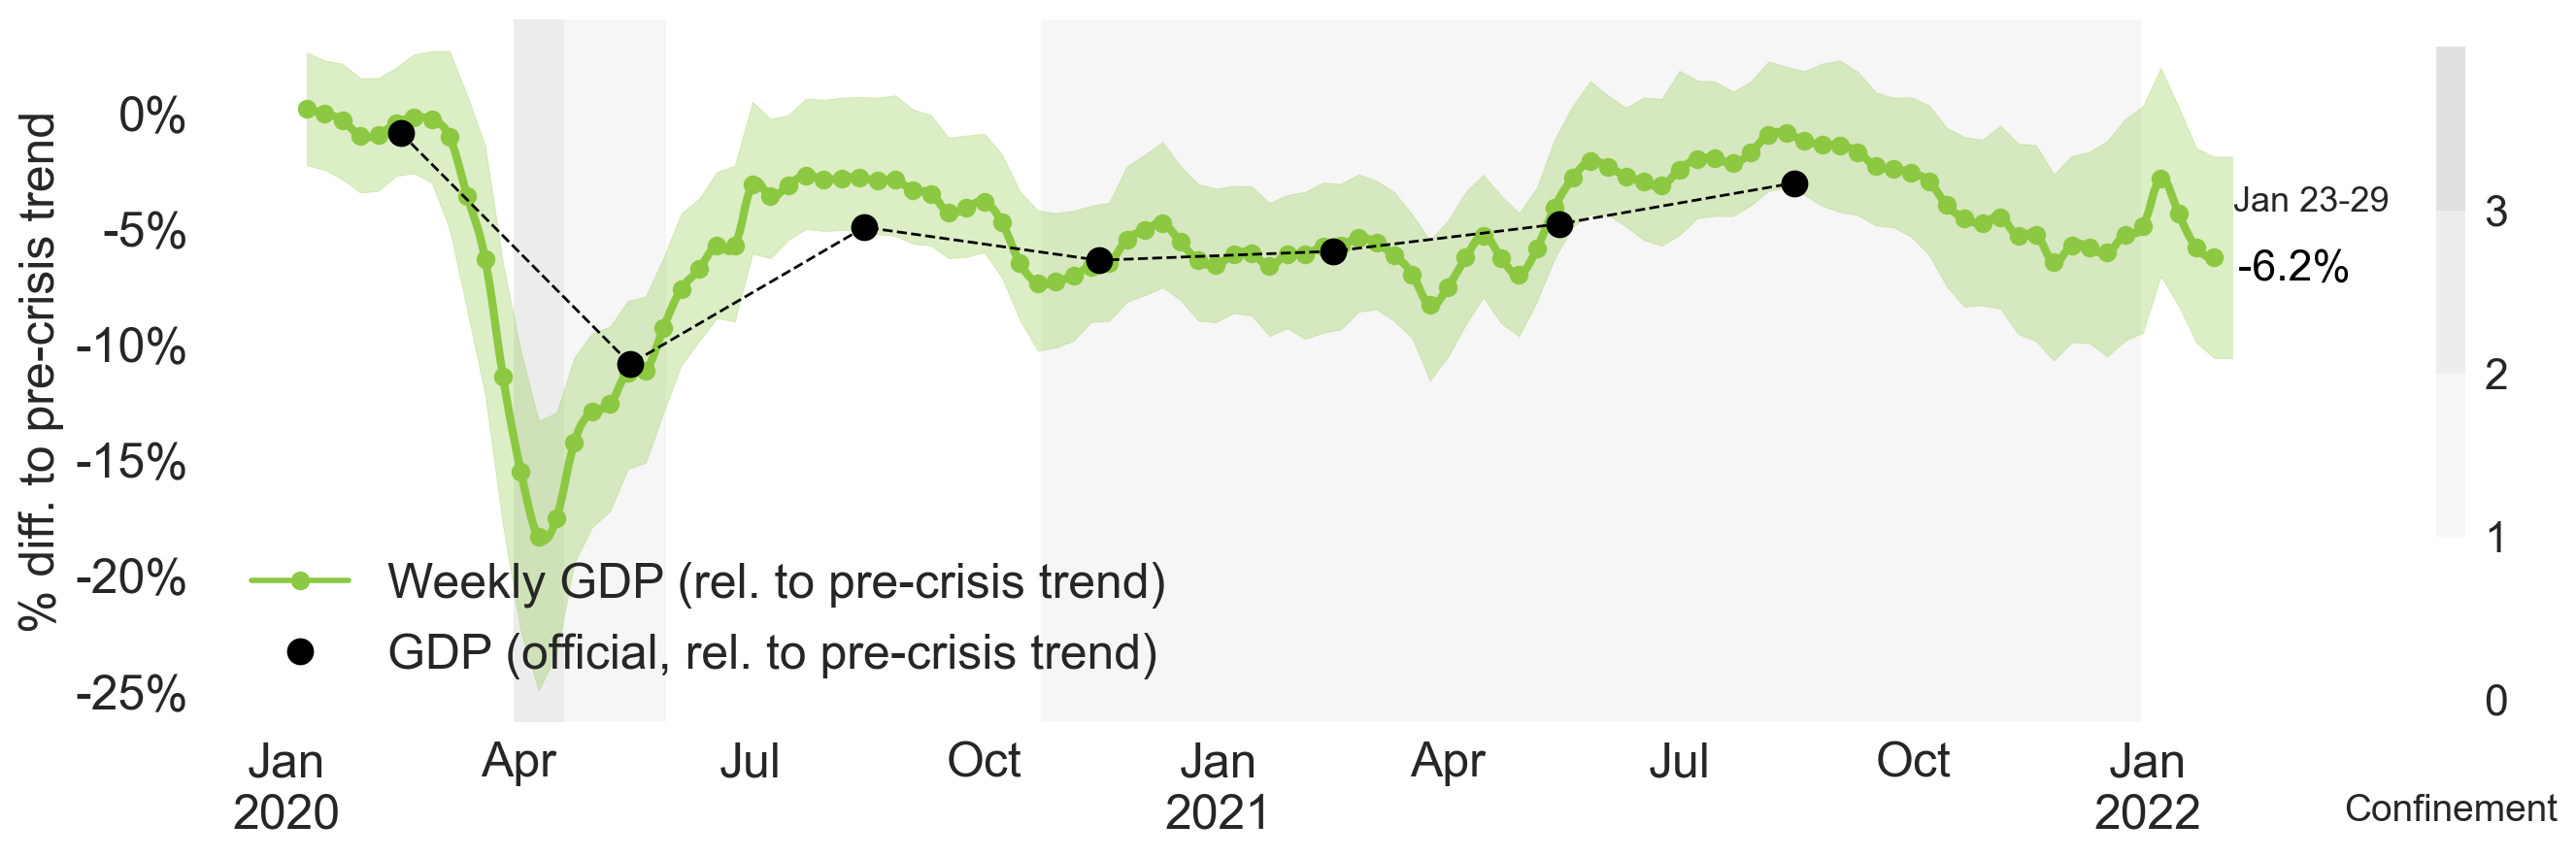 % diff. to pre-crisis trend
0%
-5%
-10%
-15%
-20%
-25%
Weekly GDP (rel. to pre-crisis trend)
GDP (official, rel. to pre-crisis trend)
Jan 23-29
-6.2%
3
2
1
0
Jan Apr Jul Oct Jan Apr Jul Oct Jan
2020 2021 2022
Confinement